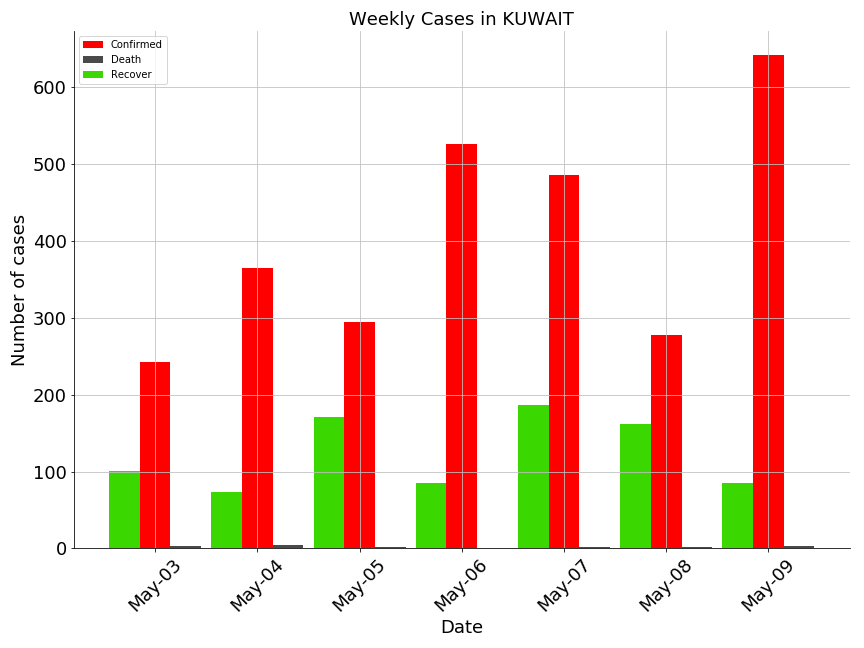 Weekly Cases in KUWAIT
Confirmed
Death
Recover
Number of cases
600
500
400
300
200
100
0
May-03
May-04
May-05
May-06
May-07
May-08
May-09
Date